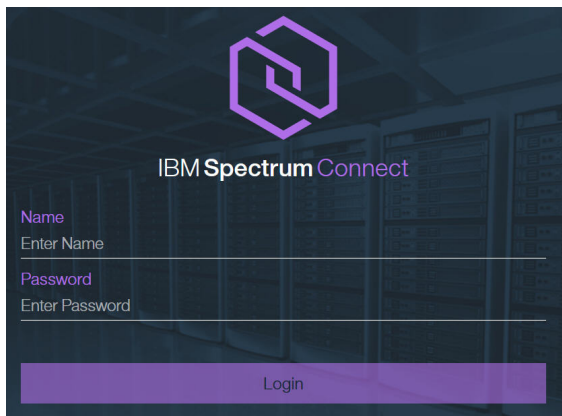 IBM Spectrum Connect
Name
Enter Name
Password
Enter Password
Login